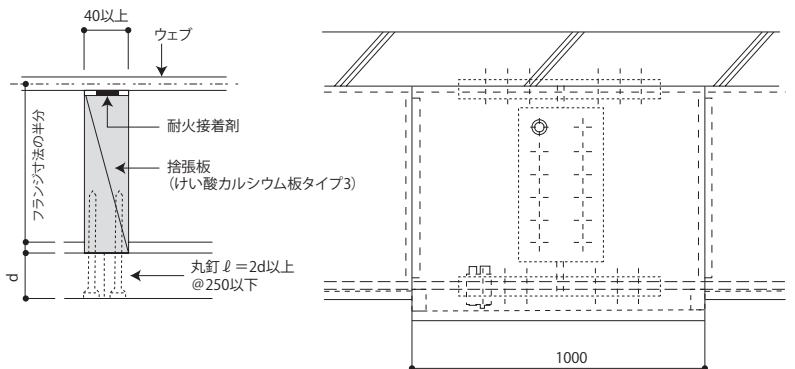 40以上
ウェブ
耐火接着剤
捨張板
（けい酸カルシウム板タイプ3）
フランジ寸法の半分
丸釘 ℓ＝2d以上
@250以下
d
1000